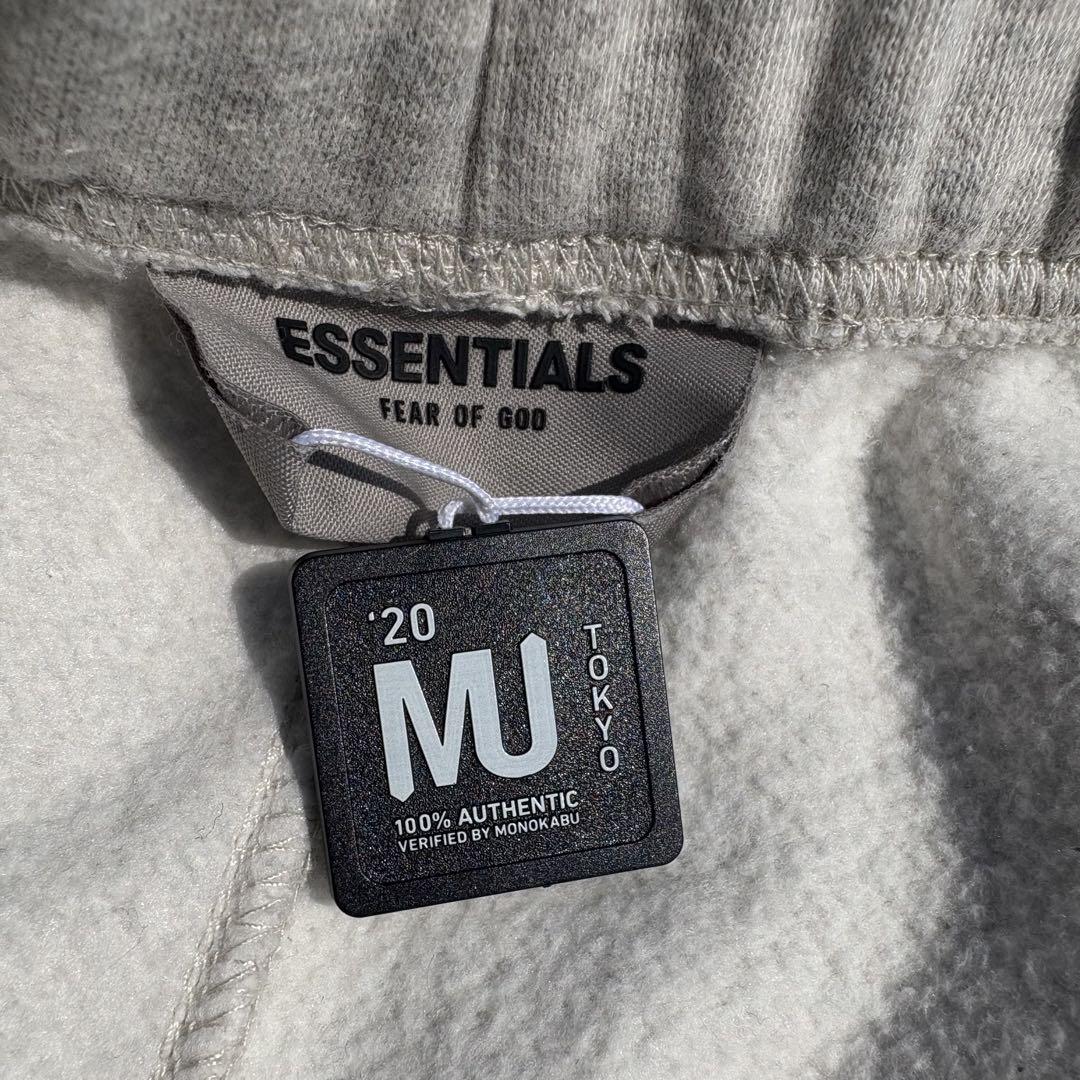 ESSENTIALS
FEAR OF GOD
'20
MU
TOKYO
100% AUTHENTIC
VERIFIED BY MONOKABU